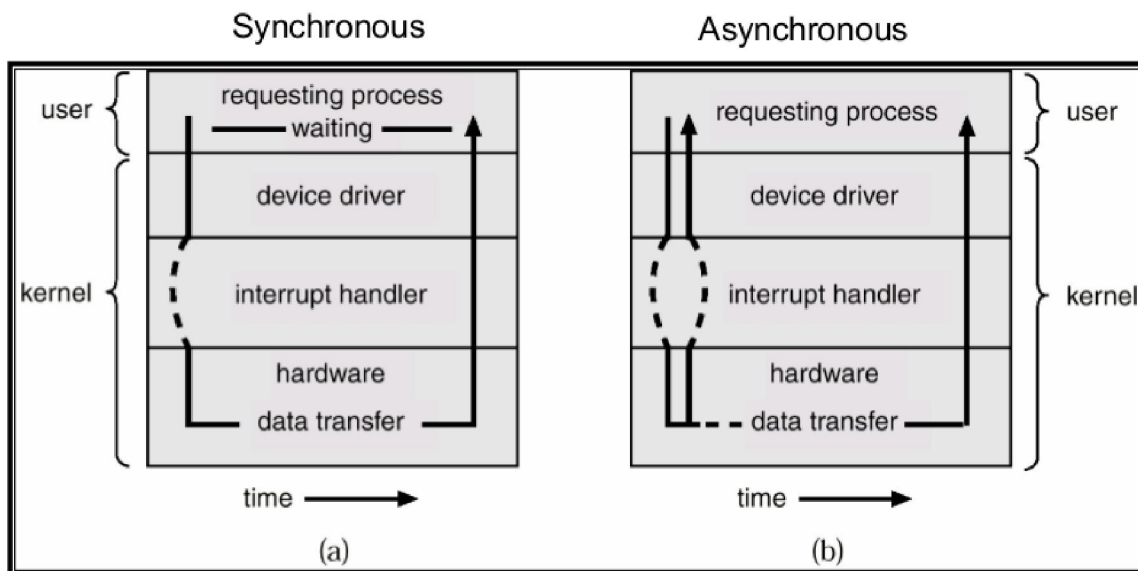 Synchronous
Asynchronous
user
requesting process
waiting
device driver
kernel
interrupt handler
hardware
data transfer
time
(a)
requesting process
user
device driver
interrupt handler
kernel
hardware
data transfer
time
(b)